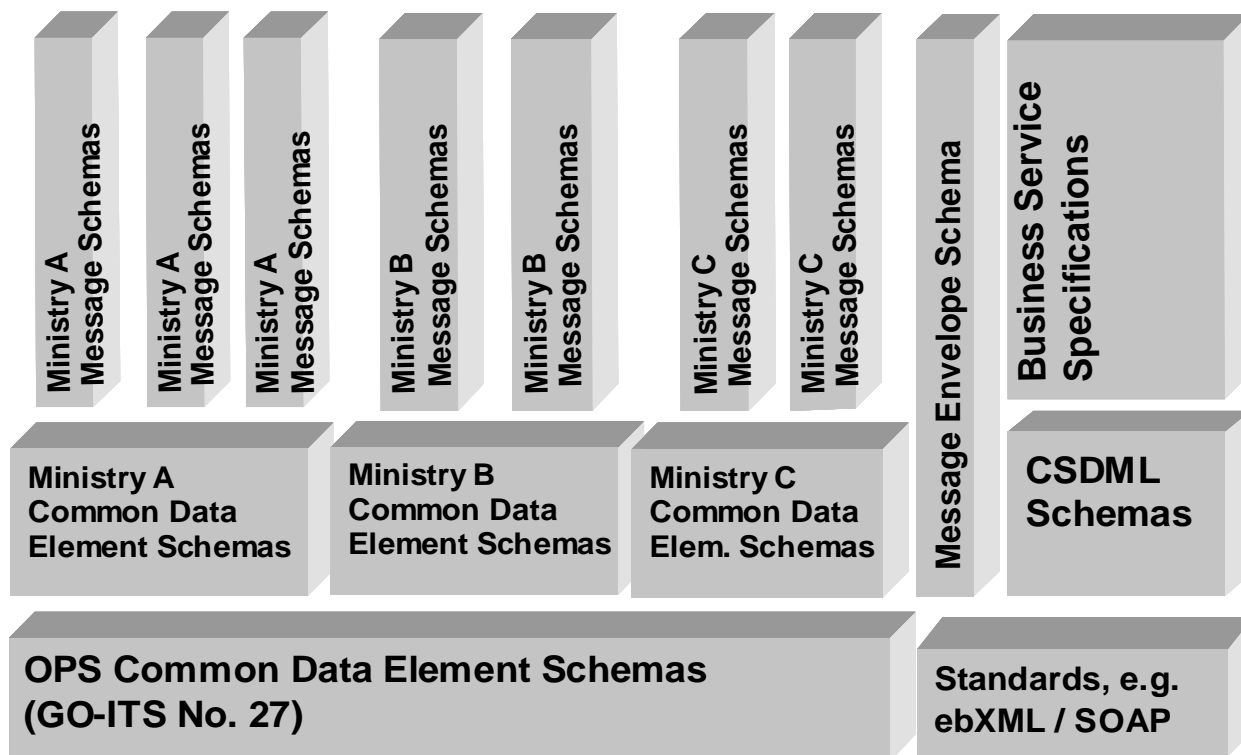 Ministry A
Message Schemas
Ministry A
Message Schemas
Ministry A
Message Schemas
Ministry B
Message Schemas
Ministry B
Message Schemas
Ministry C
Message Schemas
Ministry C
Message Schemas
Message Envelope Schema
Business Service
Specifications
Ministry A
Common Data
Element Schemas
Ministry B
Common Data
Element Schemas
Ministry C
Common Data
Elem. Schemas
CSDML
Schemas
OPS Common Data Element Schemas
(GO-ITS No. 27)
Standards, e.g.
ebXML / SOAP